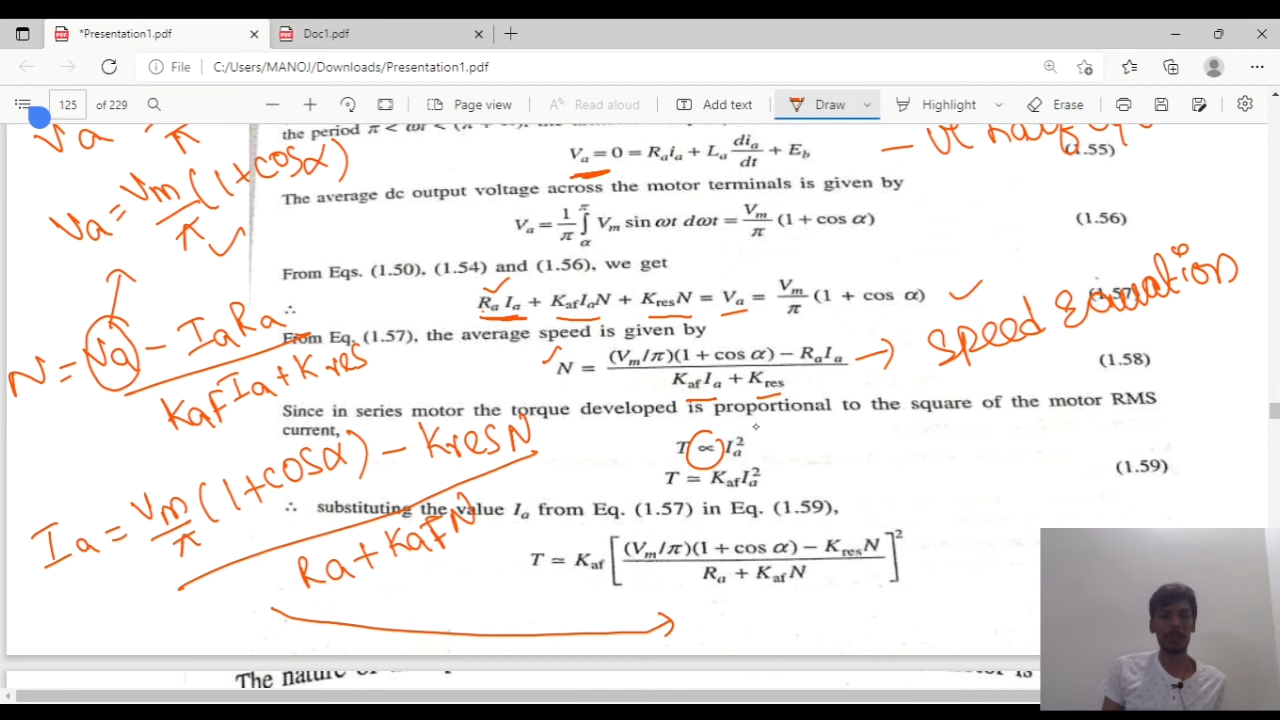 *Presentation1.pdf
Doc1.pdf
File
C:/Users/MANOJ/Downloads/Presentation1.pdf
125 of 229
Page view
Read aloud
Add text
Draw
Highlight
Erase
Va = 0 = Raia + La dia/dt + Eb (1.55)
The average dc output voltage across the motor terminals is given by
Va = 1/π ∫ Vm sin ωt dωt = Vm/π (1 + cos α) (1.56)
From Eqs. (1.50), (1.54) and (1.56), we get
∴ Ra Ia + KafIaN + KresN = Va = Vm/π (1 + cos α)
From Eq. (1.57), the average speed is given by
N = (Vm/π)(1 + cos α) − RaIa / Kaf Ia + Kres (1.58)
Since in series motor the torque developed is proportional to the square of the motor RMS
current,
T ∝ Ia²
T = KafIa² (1.59)
∴ substituting the value Ia from Eq. (1.57) in Eq. (1.59),
T = Kaf [ (Vm/π)(1 + cos α) − KresN / Ra + Kaf N ]²
Va = Vm/π (1+cosα)
N = Va − IaRa / Kaf Ia + Kres
Speed Equation
Ia = Vm/π (1+cosα) − KresN / Ra + KafN